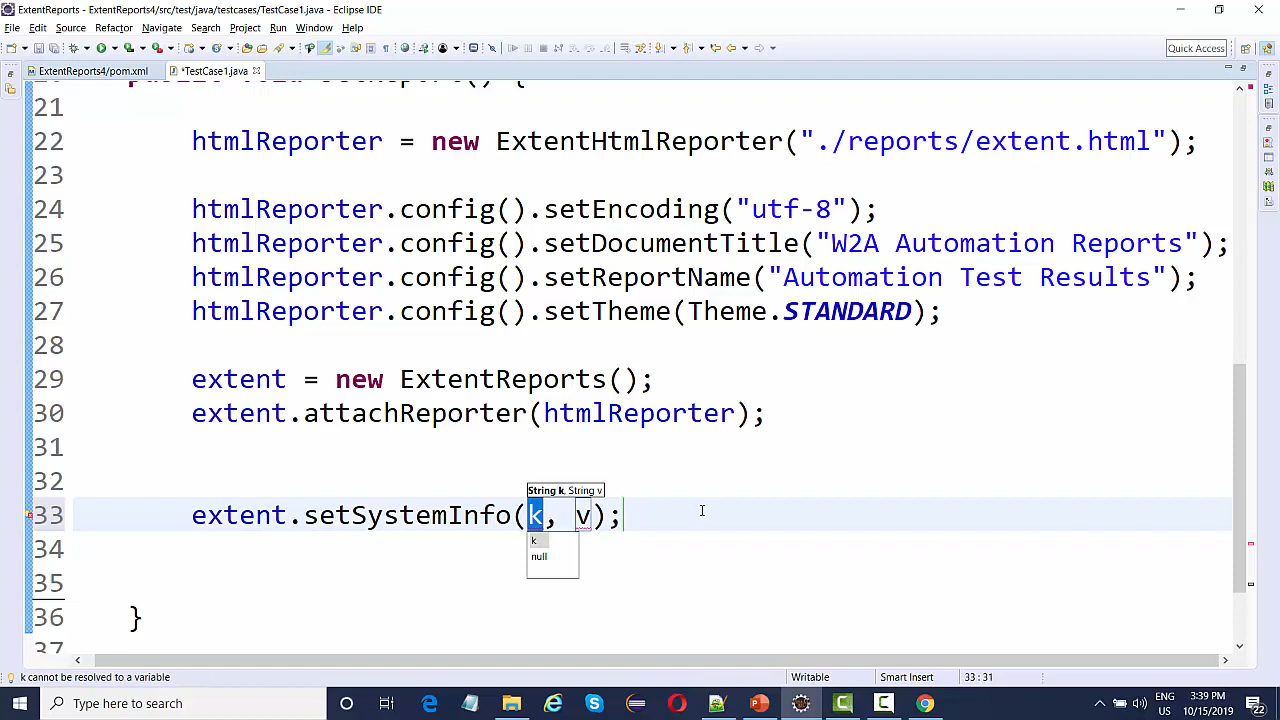 ExtentReports - ExtentReports4/src/test/java/testcases/TestCase1.java - Eclipse IDE
File Edit Source Refactor Navigate Search Project Run Window Help
Quick Access
ExtentReports4/pom.xml *TestCase1.java
21
22 htmlReporter = new ExtentHtmlReporter("./reports/extent.html");
23
24 htmlReporter.config().setEncoding("utf-8");
25 htmlReporter.config().setDocumentTitle("W2A Automation Reports");
26 htmlReporter.config().setReportName("Automation Test Results");
27 htmlReporter.config().setTheme(Theme.STANDARD);
28
29 extent = new ExtentReports();
30 extent.attachReporter(htmlReporter);
31
32
String k, String v
33 extent.setSystemInfo(k, v);
k
34
null
35
36 }
37
k cannot be resolved to a variable Writable Smart Insert 33 : 31
Type here to search
ENG 3:39 PM
US 10/15/2019 22